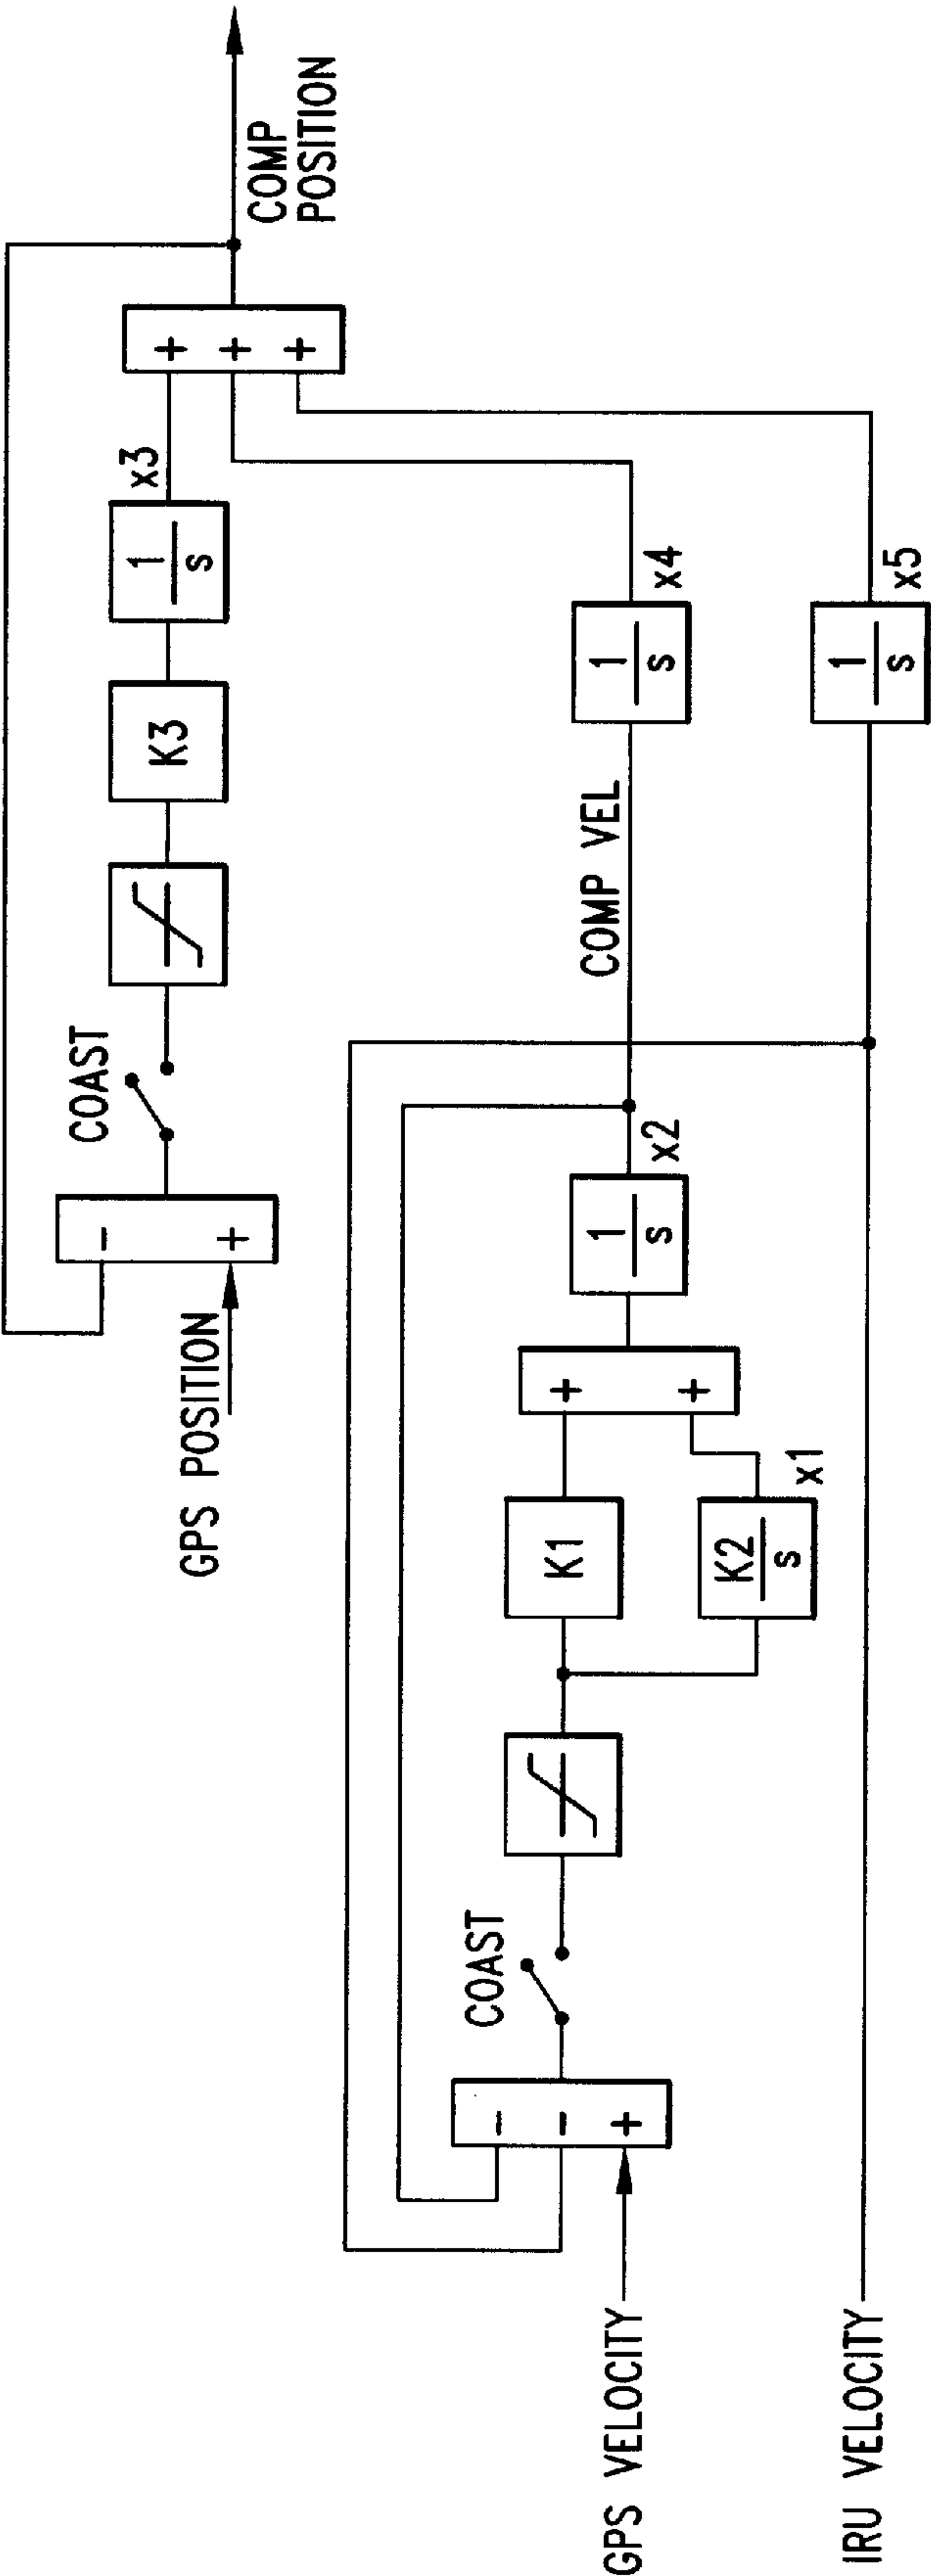 COMP
POSITION
+
+
+
x3
1
s
K3
COAST
-
+
GPS POSITION
x4
1
s
x5
1
s
COMP VEL
x2
1
s
+
+
K1
x1
K2
s
COAST
-
-
+
GPS VELOCITY
IRU VELOCITY